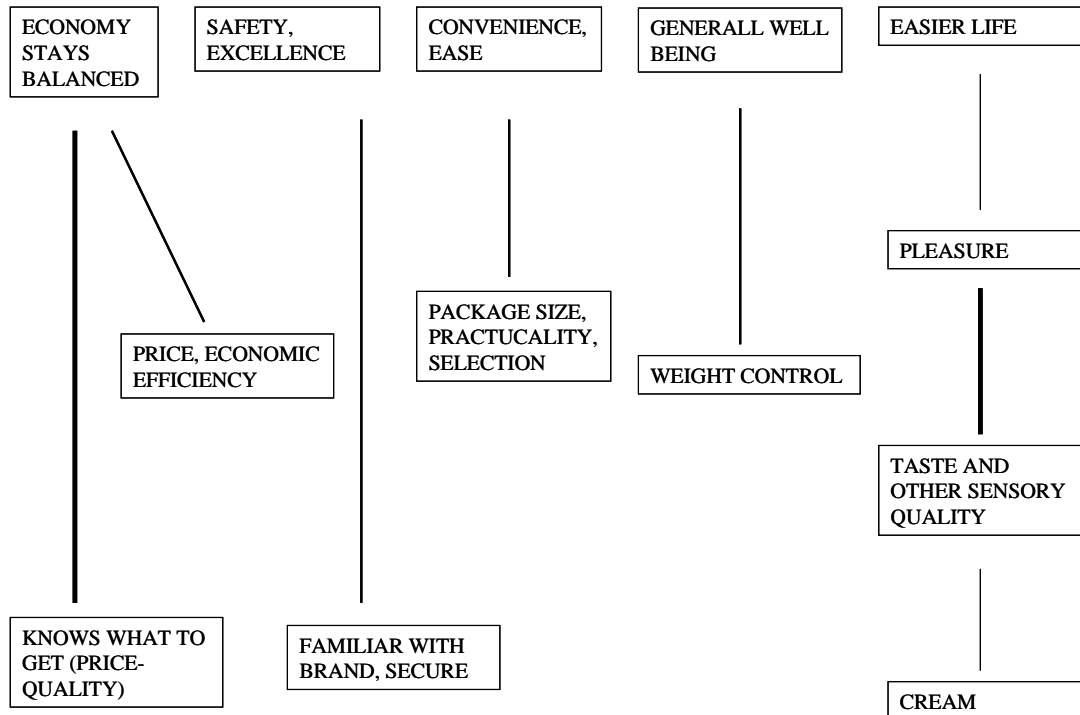 ECONOMY
STAYS
BALANCED
SAFETY,
EXCELLENCE
CONVENIENCE,
EASE
GENERALL WELL
BEING
EASIER LIFE
PLEASURE
PACKAGE SIZE,
PRACTUCALITY,
SELECTION
PRICE, ECONOMIC
EFFICIENCY
WEIGHT CONTROL
TASTE AND
OTHER SENSORY
QUALITY
KNOWS WHAT TO
GET (PRICE-
QUALITY)
FAMILIAR WITH
BRAND, SECURE
CREAM